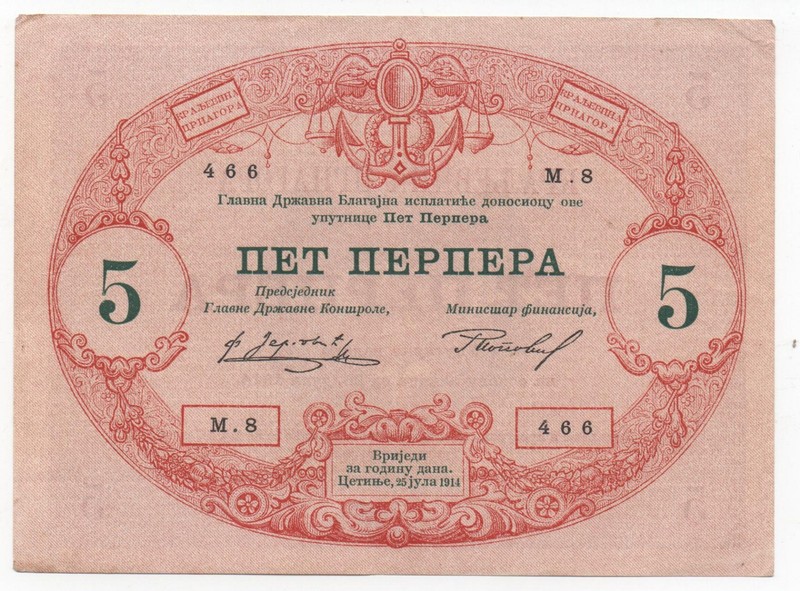 КРАЉЕВИНА
ЦРНАГОРА
КРАЉЕВИНА
ЦРНАГОРА
466
М.8
Главна Државна Благајна исплатиће доносиоцу ове
упутнице Пет Перпера
ПЕТ ПЕРПЕРА
5
5
Предсједник
Главне Државне Контроле,
Министар финансија,
М.8
466
Вриједи
за годину дана.
Цетиње, 25 јула 1914